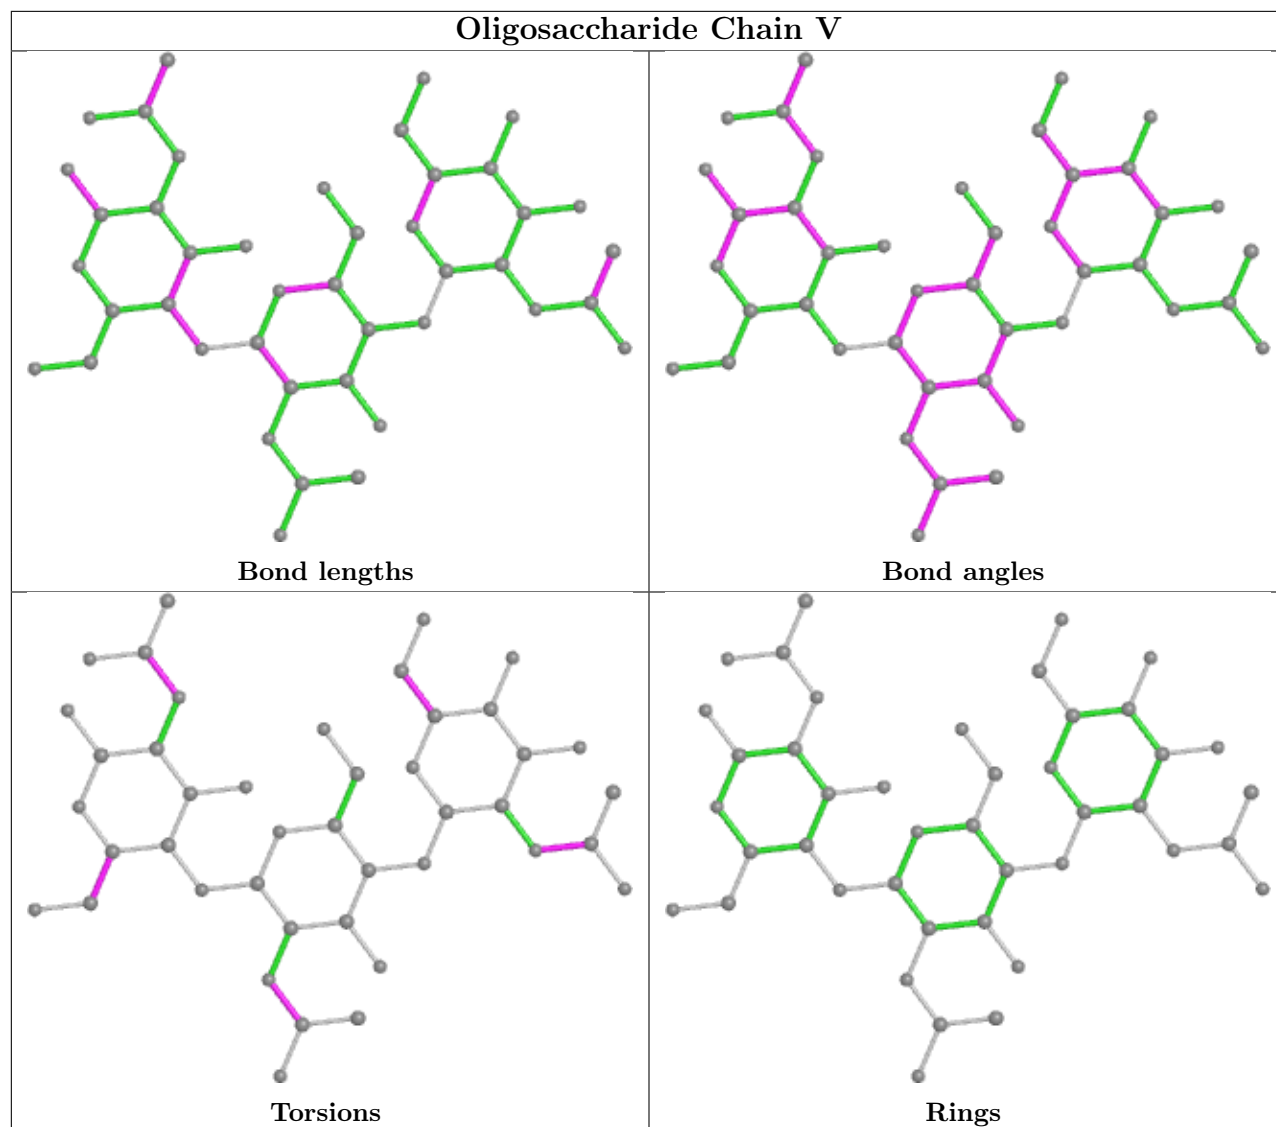 Oligosaccharide Chain V
Bond lengths
Bond angles
Torsions
Rings